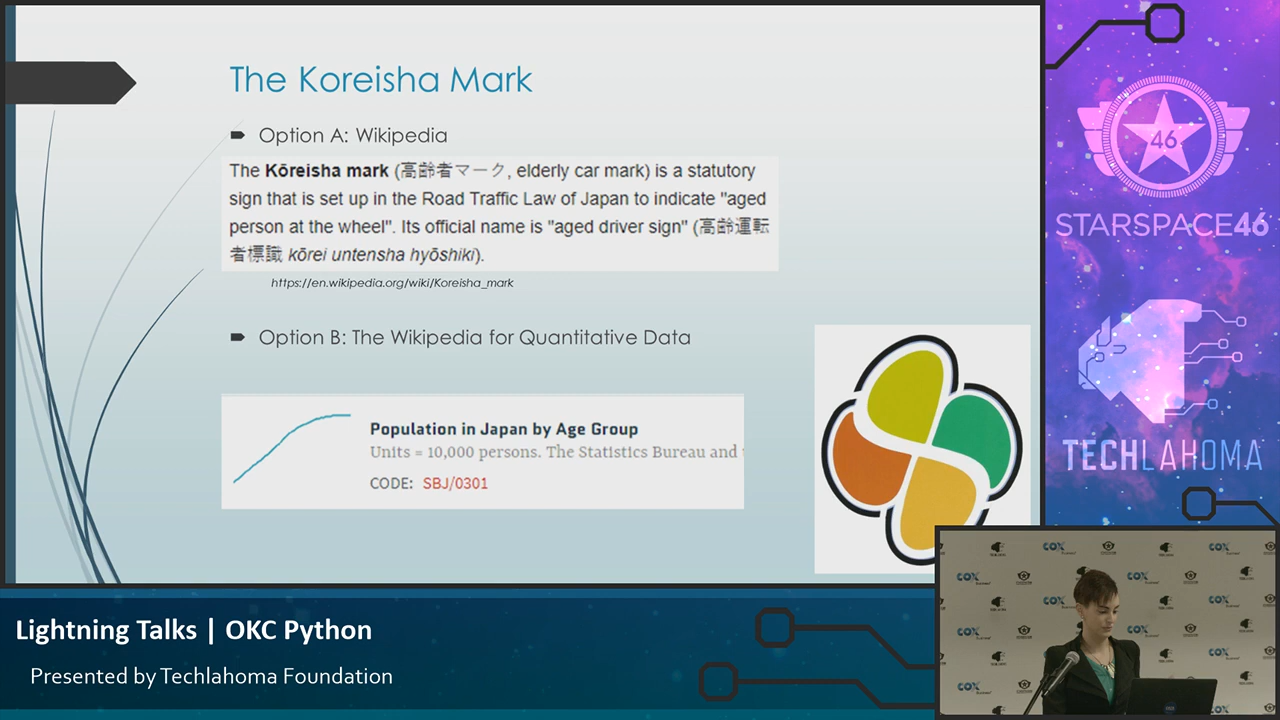 The Koreisha Mark
Option A: Wikipedia
The Kōreisha mark (高齢者マーク, elderly car mark) is a statutory
sign that is set up in the Road Traffic Law of Japan to indicate "aged
person at the wheel". Its official name is "aged driver sign" (高齢運転
者標識 kōrei untensha hyōshiki).
https://en.wikipedia.org/wiki/Koreisha_mark
Option B: The Wikipedia for Quantitative Data
Population in Japan by Age Group
Units = 10,000 persons. The Statistics Bureau and
CODE: SBJ/0301
46
STARSPACE46
TECHLAHOMA
COX
Lightning Talks | OKC Python
Presented by Techlahoma Foundation